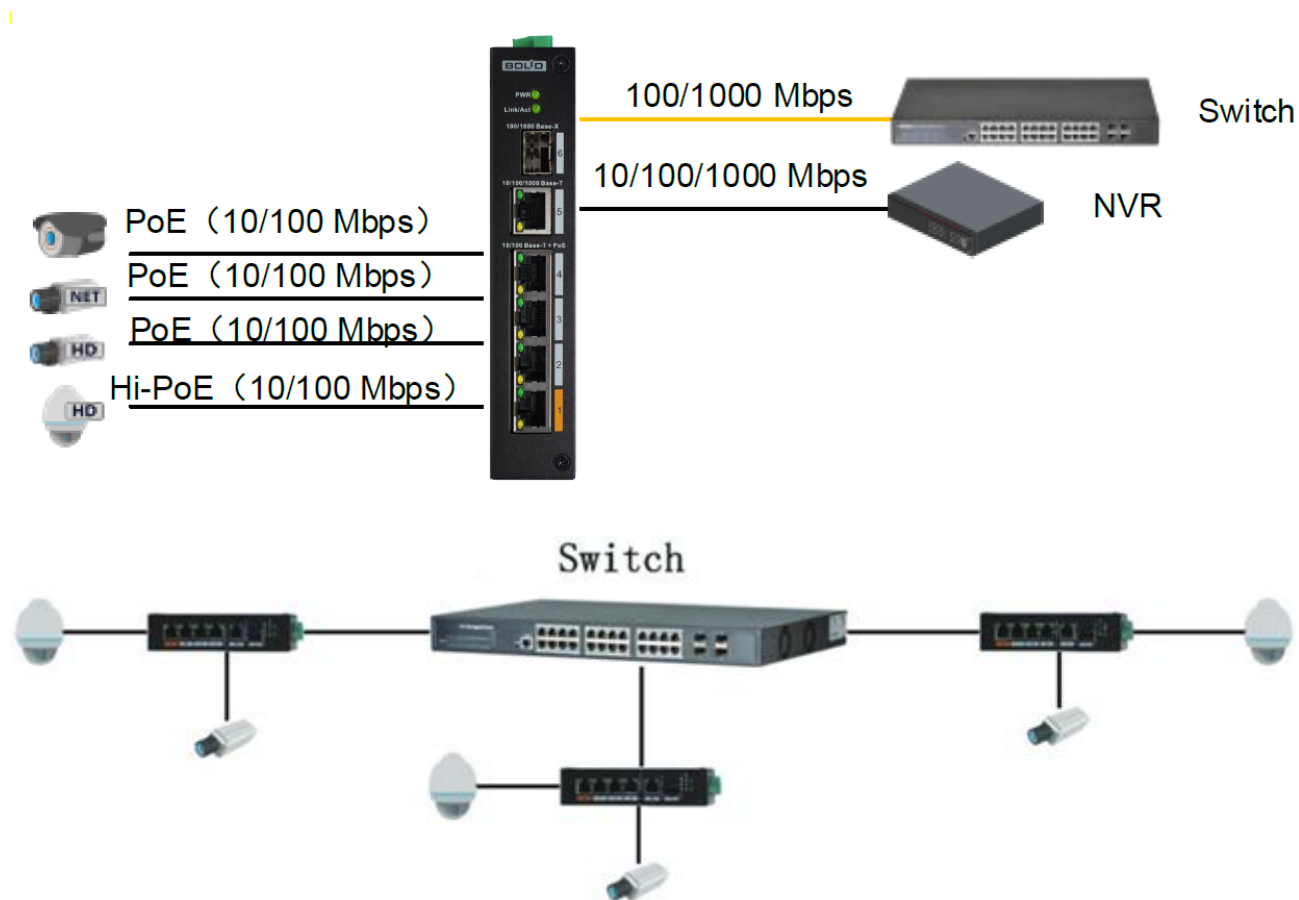 BOLID
PWR
Link/Act
100/1000 Base-X
6
10/100/1000 Base-T
5
10/100 Base-T + PoE
4
3
2
1
100/1000 Mbps
Switch
10/100/1000 Mbps
NVR
PoE（10/100 Mbps）
PoE（10/100 Mbps）
NET
PoE（10/100 Mbps）
HD
Hi-PoE（10/100 Mbps）
HD
Switch